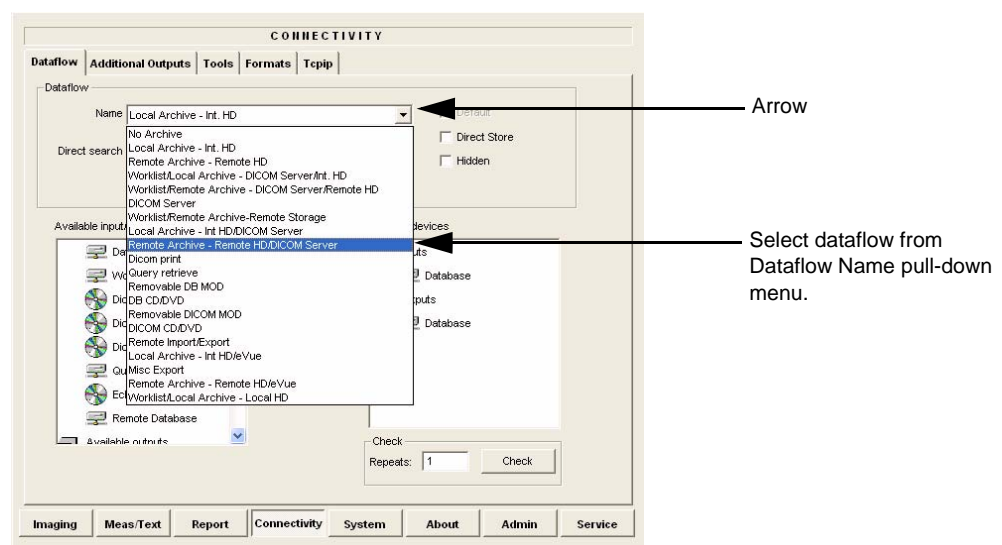 CONNECTIVITY
Dataflow Additional Outputs Tools Formats Tcpip
Dataflow
Name Local Archive - Int. HD Default
Arrow
Direct Store
Direct search
Hidden
No Archive
Local Archive - Int. HD
Remote Archive - Remote HD
Worklist/Local Archive - DICOM Server/Int. HD
Worklist/Remote Archive - DICOM Server/Remote HD
DICOM Server
Worklist/Remote Archive-Remote Storage
Local Archive - Int HD/DICOM Server
Remote Archive - Remote HD/DICOM Server
Dicom print
Query retrieve
Removable DB MOD
DB CD/DVD
Removable DICOM MOD
DICOM CD/DVD
Remote Import/Export
Local Archive - Int HD/eVue
Misc Export
Remote Archive - Remote HD/eVue
Worklist/Local Archive - Local HD
Select dataflow from
Dataflow Name pull-down
menu.
Available input
devices
Database
Database
Remote Database
Available outputs
Check
Repeats: 1 Check
Imaging Meas/Text Report Connectivity System About Admin Service